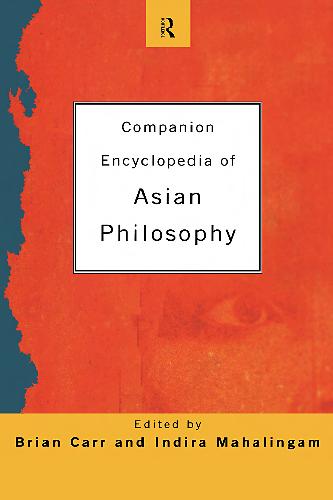 Companion
Encyclopedia of
Asian
Philosophy
Edited by
Brian Carr and Indira Mahalingam